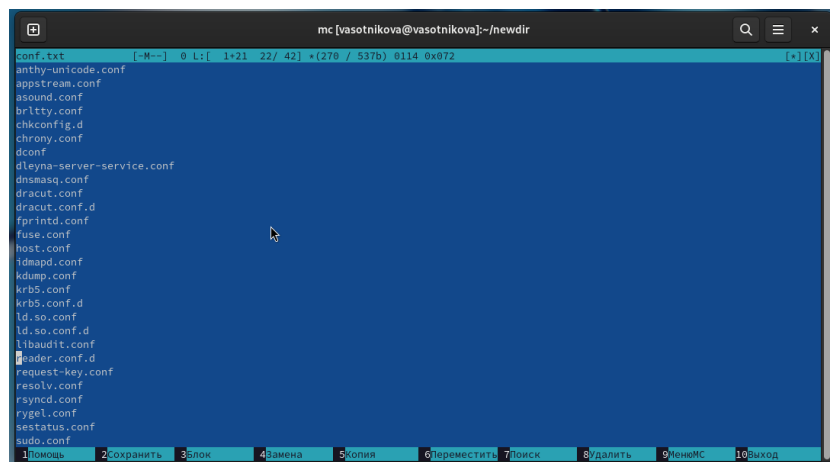 mc [vasotnikova@vasotnikova]:~/newdir
conf.txt [-M--] 0 L:[ 1+21 22/ 42] *(270 / 537b) 0114 0x072 [*][X]
anthy-unicode.conf
appstream.conf
asound.conf
brltty.conf
chkconfig.d
chrony.conf
dconf
dleyna-server-service.conf
dnsmasq.conf
dracut.conf
dracut.conf.d
fprintd.conf
fuse.conf
host.conf
idmapd.conf
kdump.conf
krb5.conf
krb5.conf.d
ld.so.conf
ld.so.conf.d
libaudit.conf
reader.conf.d
request-key.conf
resolv.conf
rsyncd.conf
rygel.conf
sestatus.conf
sudo.conf
1Помощь 2Сохранить 3Блок 4Замена 5Копия 6Переместить 7Поиск 8Удалить 9МенюMC 10Выход